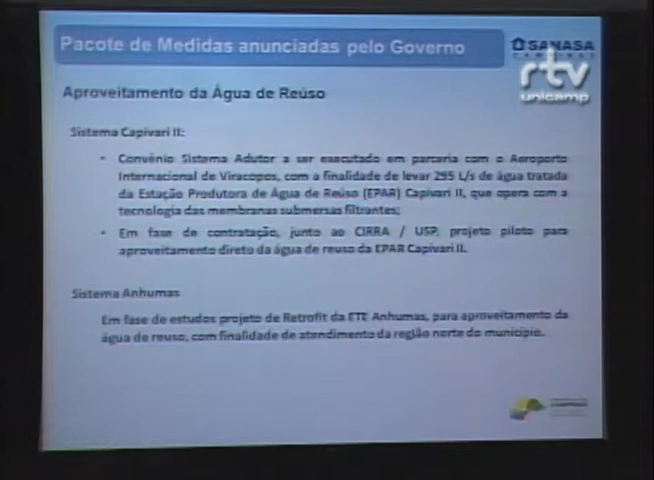 Pacote de Medidas anunciadas pelo Governo
SANASA
CAMPINAS
rtv
unicamp
Aproveitamento da Água de Reúso
Sistema Capivari II:
• Convênio Sistema Adutor a ser executado em parceria com o Aeroporto
Internacional de Viracopos, com a finalidade de levar 295 L/s de água tratada
da Estação Produtora de Água de Reúso (EPAR) Capivari II, que opera com a
tecnologia das membranas submersas filtrantes;
• Em fase de contratação, junto ao CIRRA / USP, projeto piloto para
aproveitamento direto da água de reuso da EPAR Capivari II.
Sistema Anhumas
Em fase de estudos projeto de Retrofit da ETE Anhumas, para aproveitamento da
água de reuso, com finalidade de atendimento da região norte do município.